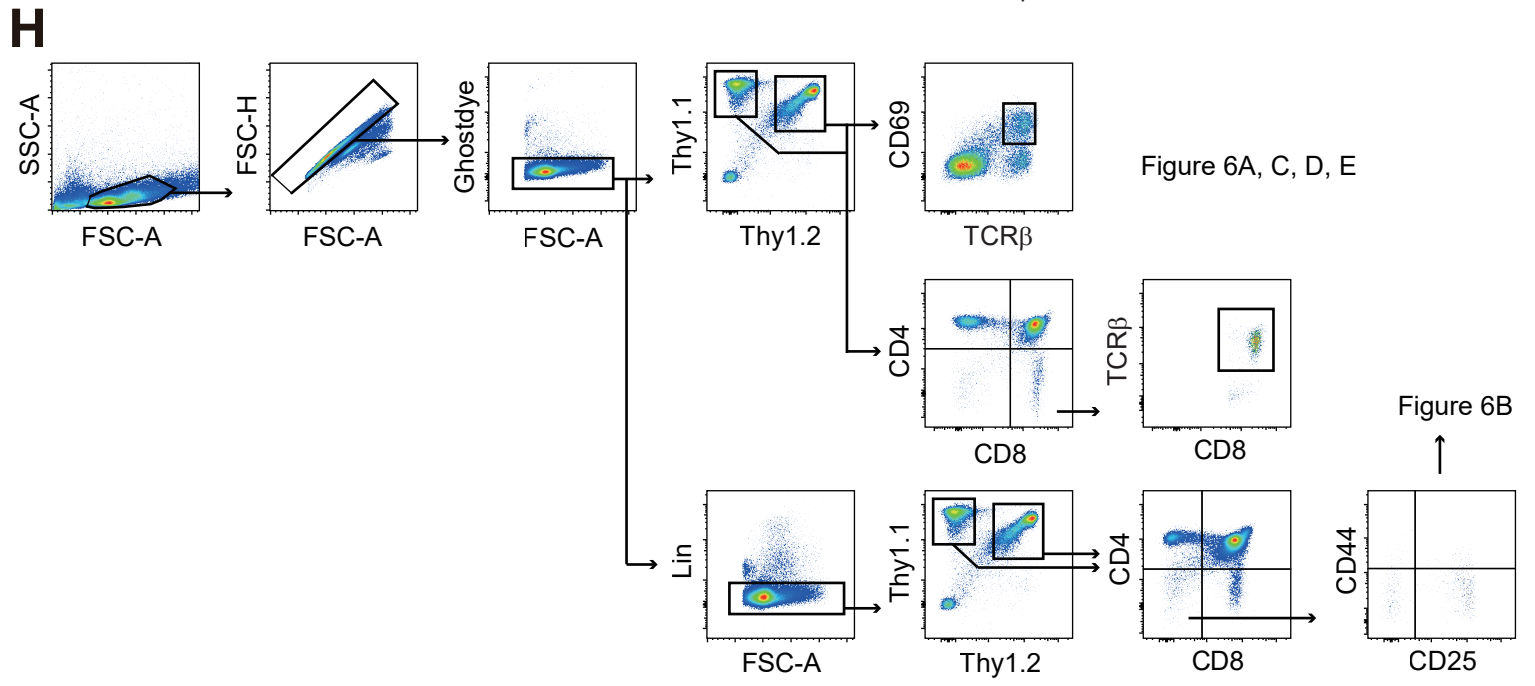 H
SSC-A
FSC-A
FSC-H
FSC-A
Ghostdye
FSC-A
Thy1.1
Thy1.2
CD69
TCRβ
Figure 6A, C, D, E
CD4
CD8
TCRβ
CD8
Figure 6B
Lin
FSC-A
Thy1.1
Thy1.2
CD4
CD8
CD44
CD25